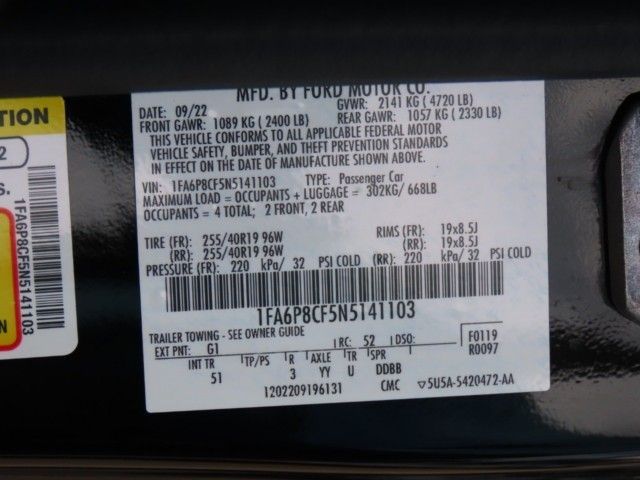 MFD. BY FORD MOTOR CO.
DATE: 09/22 GVWR: 2141 KG ( 4720 LB)
FRONT GAWR: 1089 KG ( 2400 LB) REAR GAWR: 1057 KG ( 2330 LB)
THIS VEHICLE CONFORMS TO ALL APPLICABLE FEDERAL MOTOR
VEHICLE SAFETY, BUMPER, AND THEFT PREVENTION STANDARDS
IN EFFECT ON THE DATE OF MANUFACTURE SHOWN ABOVE.
VIN: 1FA6P8CF5N5141103 TYPE: Passenger Car
MAXIMUM LOAD = OCCUPANTS + LUGGAGE = 302KG/ 668LB
OCCUPANTS = 4 TOTAL; 2 FRONT, 2 REAR
TIRE (FR): 255/40R19 96W RIMS (FR): 19x8.5J
(RR): 255/40R19 96W (RR): 19x8.5J
PRESSURE (FR): 220 kPa/ 32 PSI COLD (RR): 220 kPa/ 32 PSI COLD
1FA6P8CF5N5141103
TRAILER TOWING - SEE OWNER GUIDE
EXT PNT: G1 RC: 52 DSO: F0119
R0097
INT TR TP/PS R AXLE TR SPR
51 3 YY U DDBB
1202209196131 CMC ▽5U5A-5420472-AA
TION
2
S.
1FA6P8CF5N5141103
N